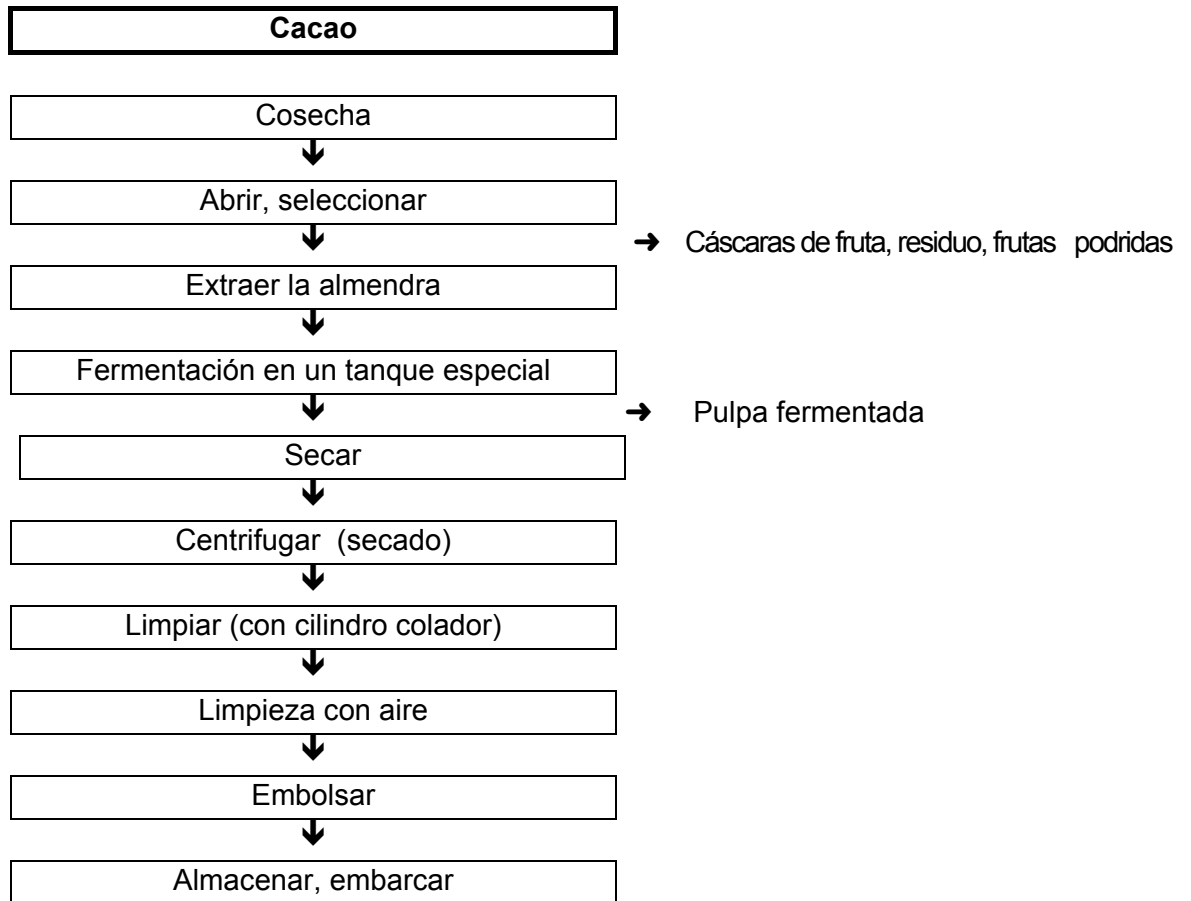 Cacao
Cosecha
Abrir, seleccionar
Cáscaras de fruta, residuo, frutas podridas
Extraer la almendra
Fermentación en un tanque especial
Pulpa fermentada
Secar
Centrifugar (secado)
Limpiar (con cilindro colador)
Limpieza con aire
Embolsar
Almacenar, embarcar